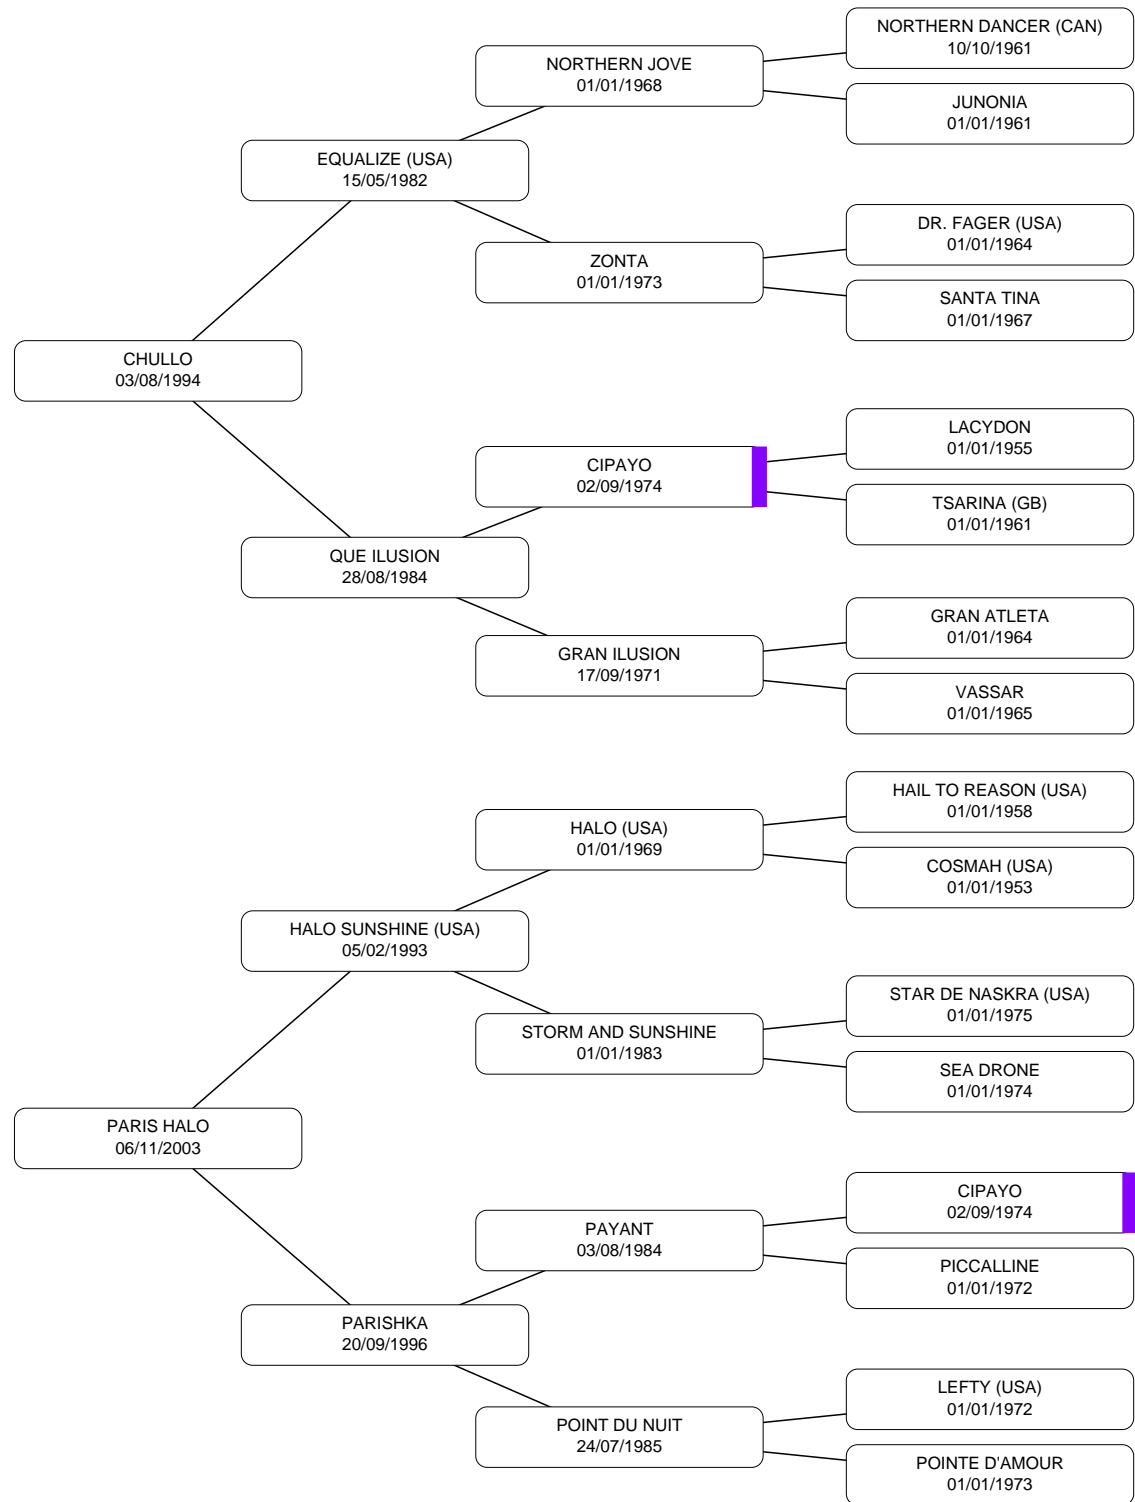 NORTHERN DANCER (CAN)
10/10/1961
NORTHERN JOVE
01/01/1968
JUNONIA
01/01/1961
EQUALIZE (USA)
15/05/1982
DR. FAGER (USA)
01/01/1964
ZONTA
01/01/1973
SANTA TINA
01/01/1967
CHULLO
03/08/1994
LACYDON
01/01/1955
CIPAYO
02/09/1974
TSARINA (GB)
01/01/1961
QUE ILUSION
28/08/1984
GRAN ATLETA
01/01/1964
GRAN ILUSION
17/09/1971
VASSAR
01/01/1965
HAIL TO REASON (USA)
01/01/1958
HALO (USA)
01/01/1969
COSMAH (USA)
01/01/1953
HALO SUNSHINE (USA)
05/02/1993
STAR DE NASKRA (USA)
01/01/1975
STORM AND SUNSHINE
01/01/1983
SEA DRONE
01/01/1974
PARIS HALO
06/11/2003
CIPAYO
02/09/1974
PAYANT
03/08/1984
PICCALLINE
01/01/1972
PARISHKA
20/09/1996
LEFTY (USA)
01/01/1972
POINT DU NUIT
24/07/1985
POINTE D'AMOUR
01/01/1973